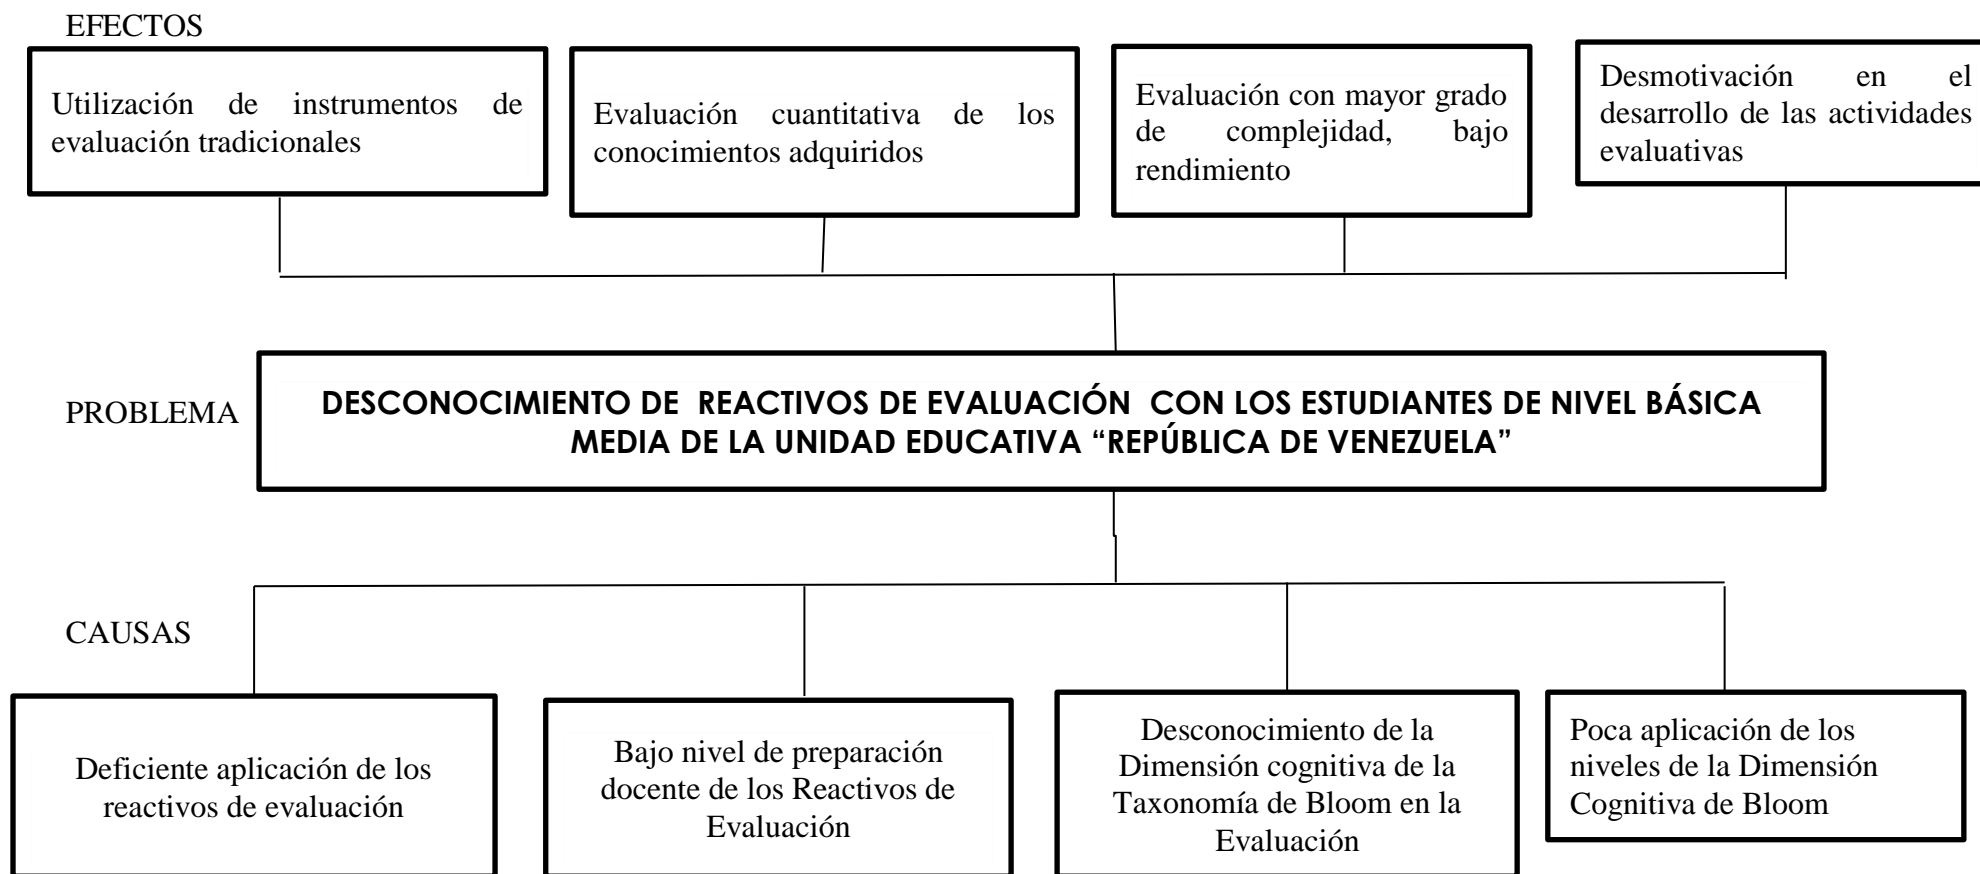 EFECTOS
Utilización de instrumentos de
evaluación tradicionales
Evaluación cuantitativa de los
conocimientos adquiridos
Evaluación con mayor grado
de complejidad, bajo
rendimiento
Desmotivación en el
desarrollo de las actividades
evaluativas
PROBLEMA
DESCONOCIMIENTO DE REACTIVOS DE EVALUACIÓN CON LOS ESTUDIANTES DE NIVEL BÁSICA
MEDIA DE LA UNIDAD EDUCATIVA “REPÚBLICA DE VENEZUELA”
CAUSAS
Deficiente aplicación de los
reactivos de evaluación
Bajo nivel de preparación
docente de los Reactivos de
Evaluación
Desconocimiento de la
Dimensión cognitiva de la
Taxonomía de Bloom en la
Evaluación
Poca aplicación de los
niveles de la Dimensión
Cognitiva de Bloom